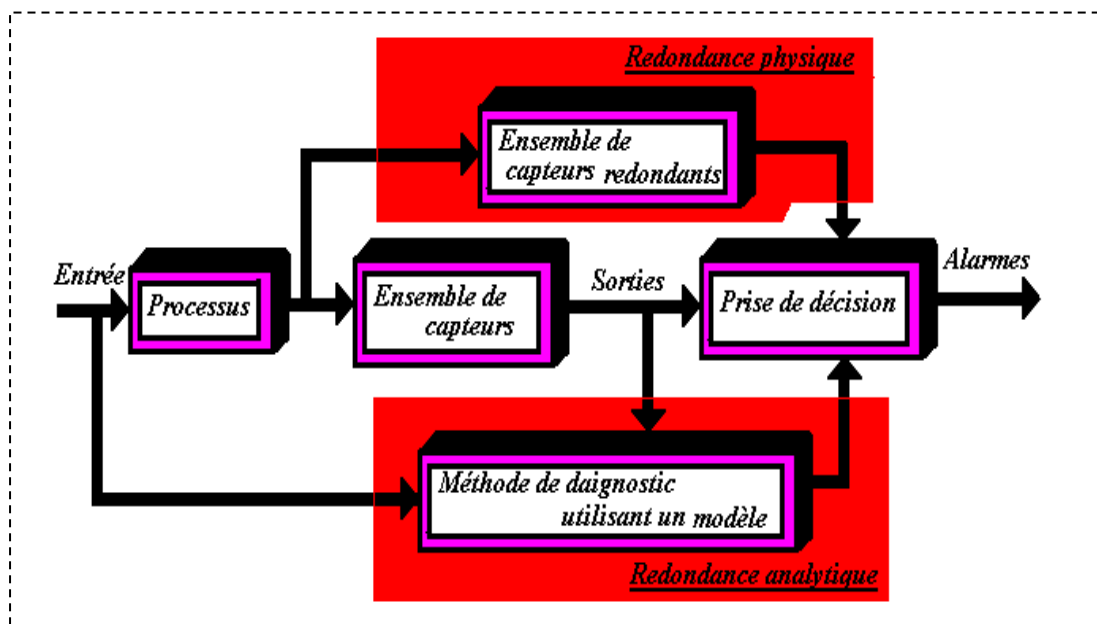 Redondance physique
Ensemble de
capteurs redondants
Entrée
Processus
Ensemble de
capteurs
Sorties
Prise de décision
Alarmes
Méthode de daignostic
utilisant un modèle
Redondance analytique